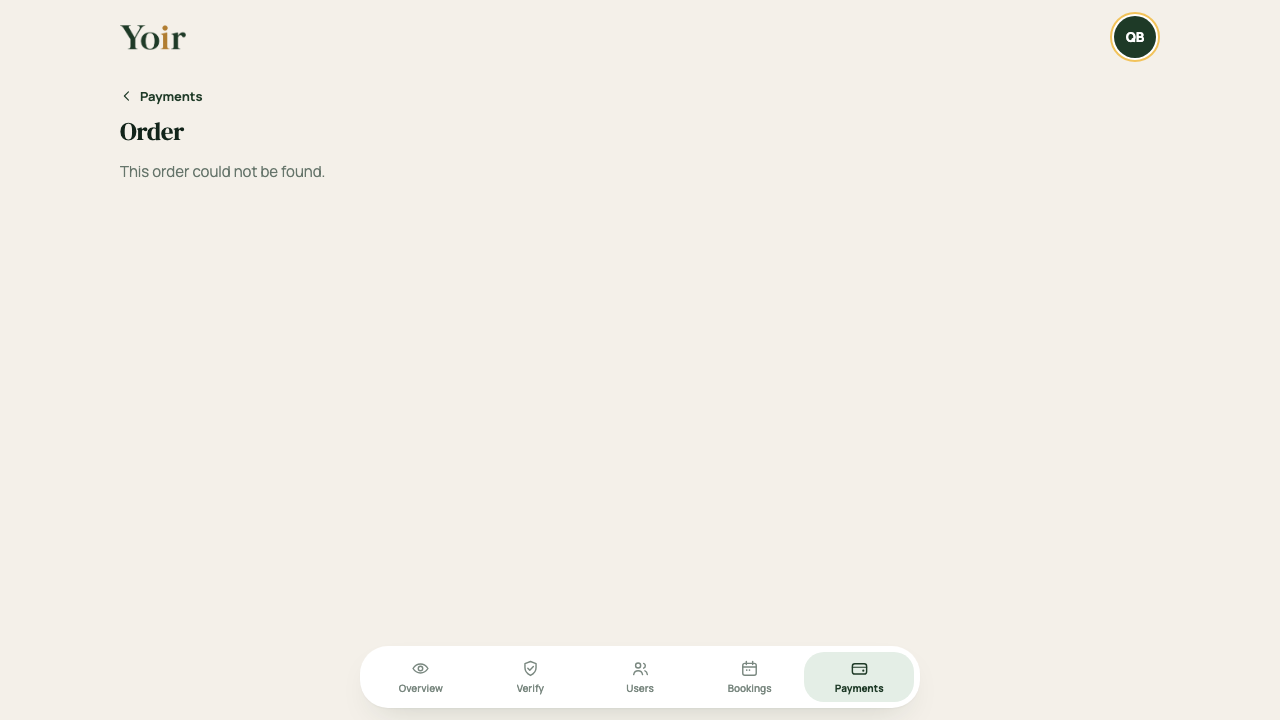 Yoir
QB
Payments
Order
This order could not be found.
Overview
Verify
Users
Bookings
Payments